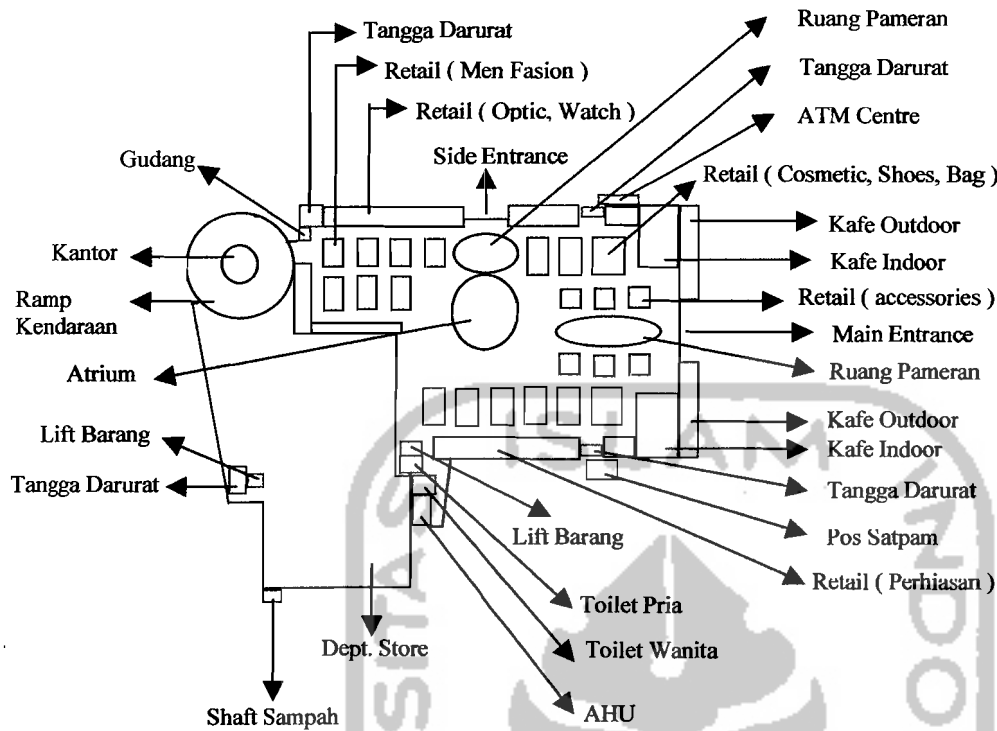 Tangga Darurat
Retail ( Men Fasion )
Retail ( Optic, Watch )
Side Entrance
Gudang
Kantor
Ramp
Kendaraan
Atrium
Lift Barang
Tangga Darurat
Ruang Pameran
Tangga Darurat
ATM Centre
Retail ( Cosmetic, Shoes, Bag )
Kafe Outdoor
Kafe Indoor
Retail ( accessories )
Main Entrance
Ruang Pameran
Kafe Outdoor
Kafe Indoor
Tangga Darurat
Pos Satpam
Retail ( Perhiasan )
Lift Barang
Toilet Pria
Toilet Wanita
AHU
Dept. Store
Shaft Sampah
ISLAM
SITAS
INDO